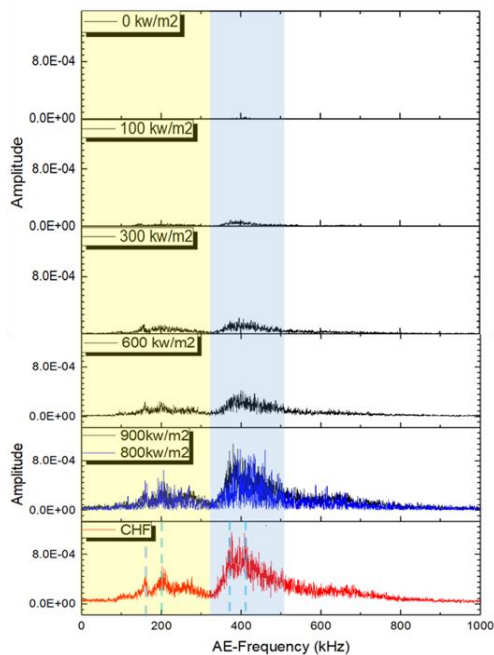 0 kw/m2
8.0E-04
0.0E+00
Amplitude
100 kw/m2
8.0E-04
0.0E+00
300 kw/m2
8.0E-04
Amplitude
600 kw/m2
8.0E-04
0.0E+00
900kw/m2
800kw/m2
8.0E-04
0.0E+00
Amplitude
CHF
8.0E-04
0.0E+00
0 200 400 600 800 1000
AE-Frequency (kHz)